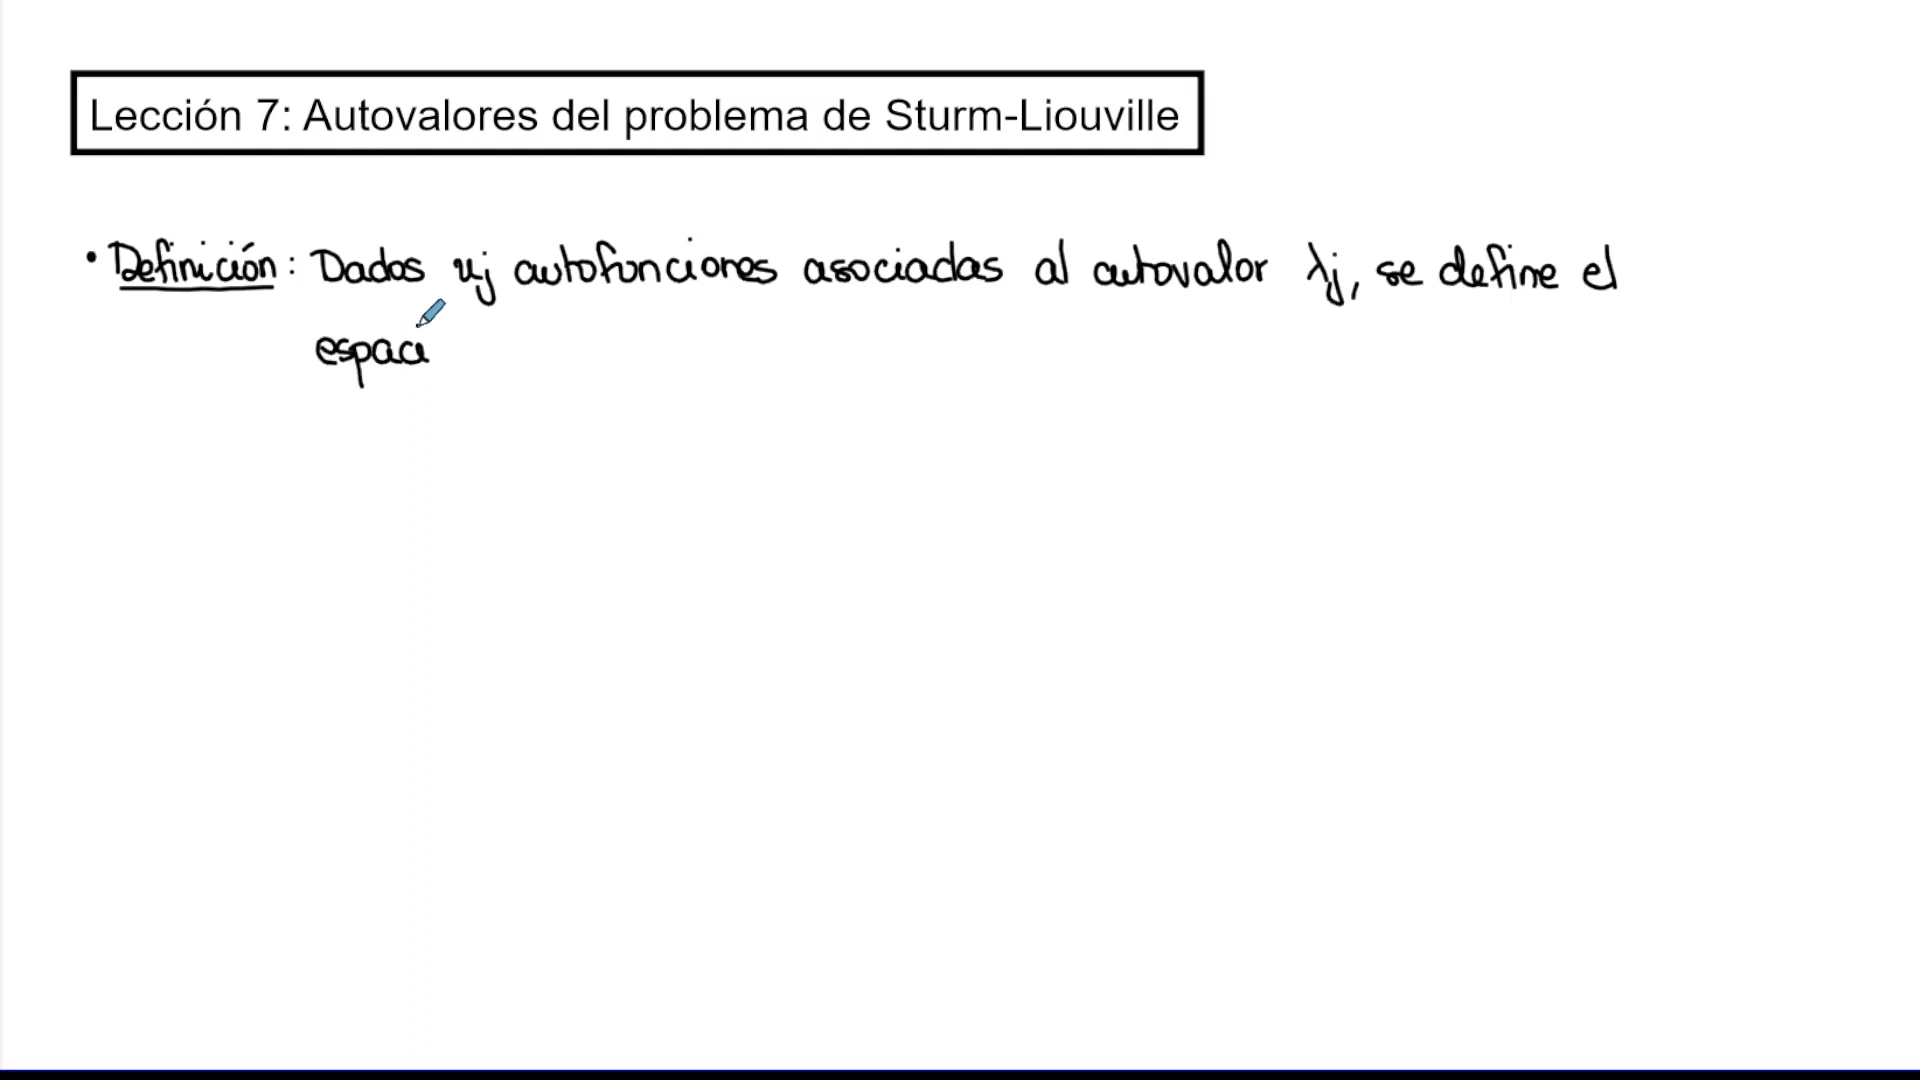 Lección 7: Autovalores del problema de Sturm-Liouville
• Definición: Dados uj autofunciones asociadas al autovalor λj, se define el
espaci